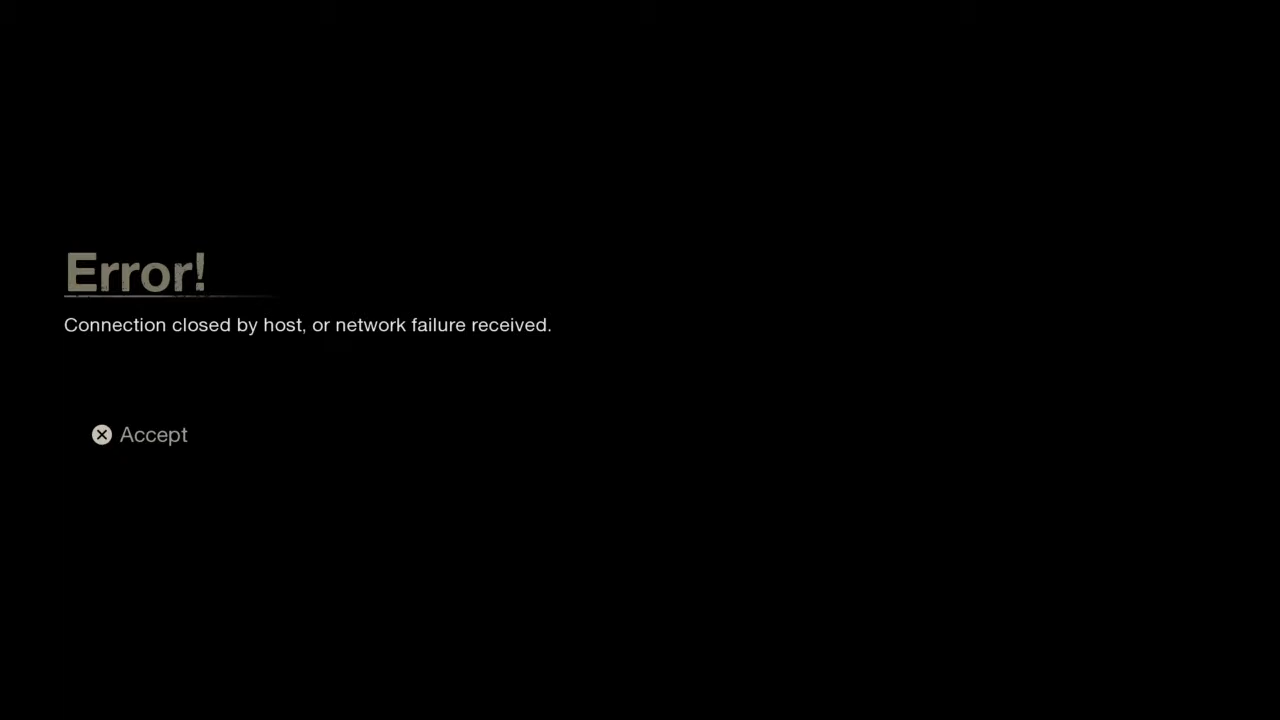 Error!
Connection closed by host, or network failure received.
Accept